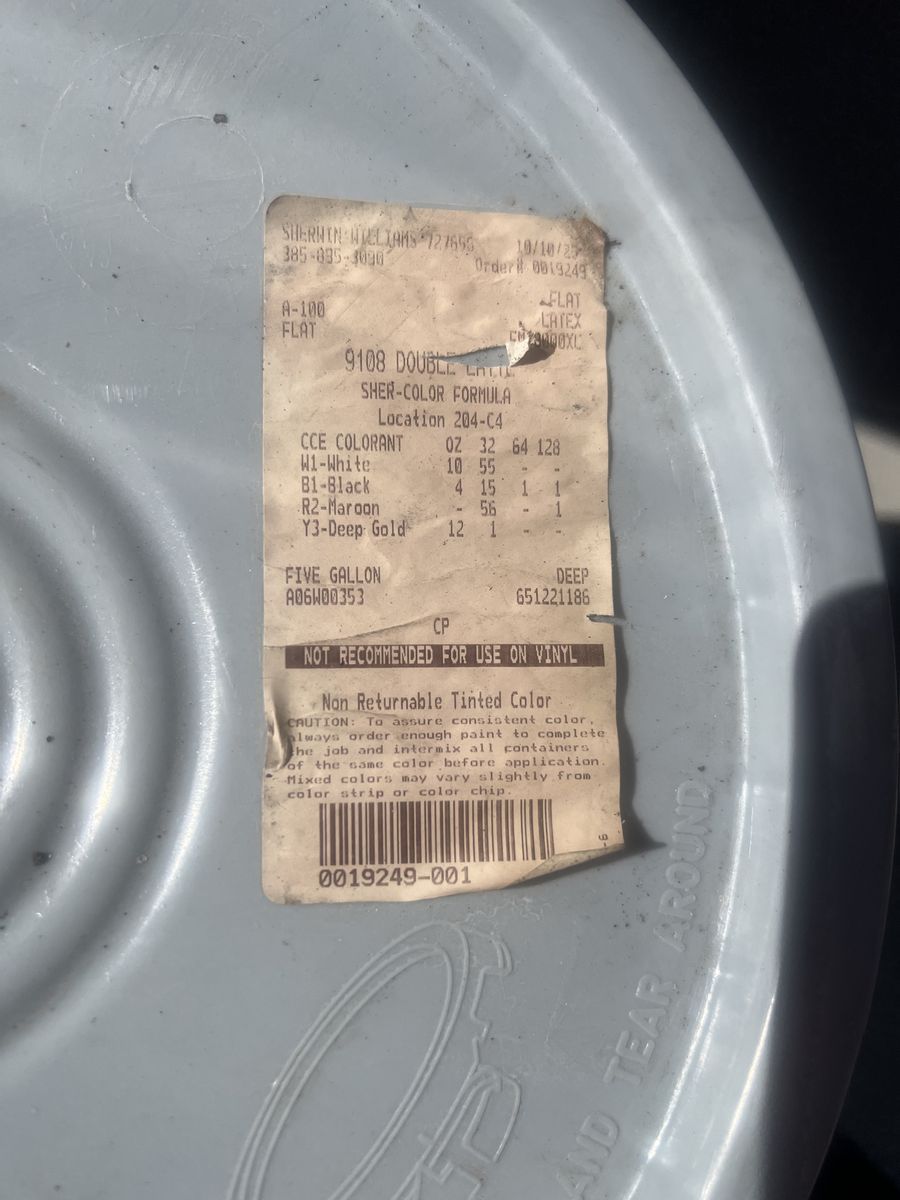 SHERWIN-WILLIAMS 10/10/25
385-895-3090 Order# 0019249
FLAT
A-100 LATEX
FLAT
9108 DOUBLE LATTE
SHER-COLOR FORMULA
Location 204-C4
CCE COLORANT OZ 32 64 128
W1-White 10 55 - -
B1-Black 4 15 1 1
R2-Maroon - 56 - 1
Y3-Deep Gold 12 1 - -
FIVE GALLON DEEP
A06W00353 651221186
CP
NOT RECOMMENDED FOR USE ON VINYL
Non Returnable Tinted Color
CAUTION: To assure consistent color,
always order enough paint to complete
the job and intermix all containers
of the same color before application.
Mixed colors may vary slightly from
color strip or color chip.
0019249-001
AND TEAR AROUND